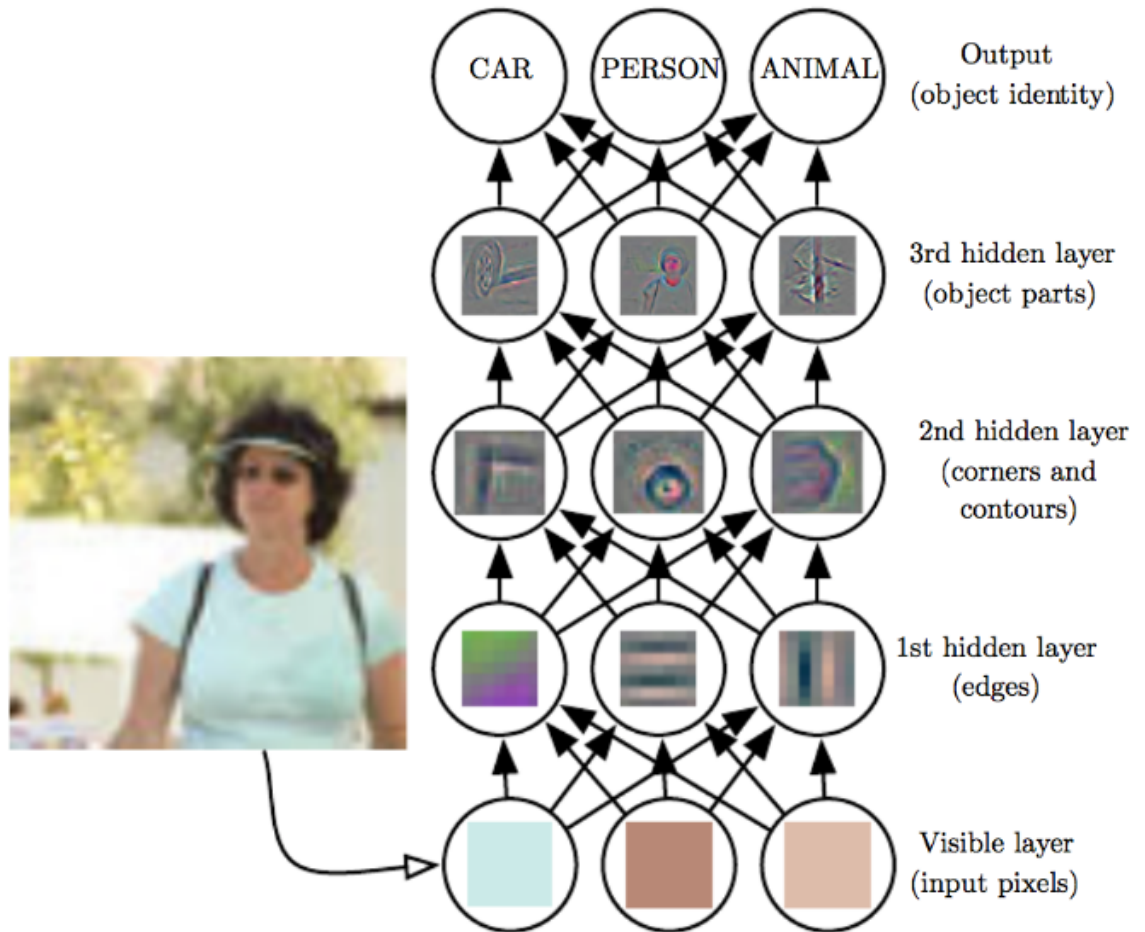 CAR
PERSON
ANIMAL
Output
(object identity)
3rd hidden layer
(object parts)
2nd hidden layer
(corners and
contours)
1st hidden layer
(edges)
Visible layer
(input pixels)